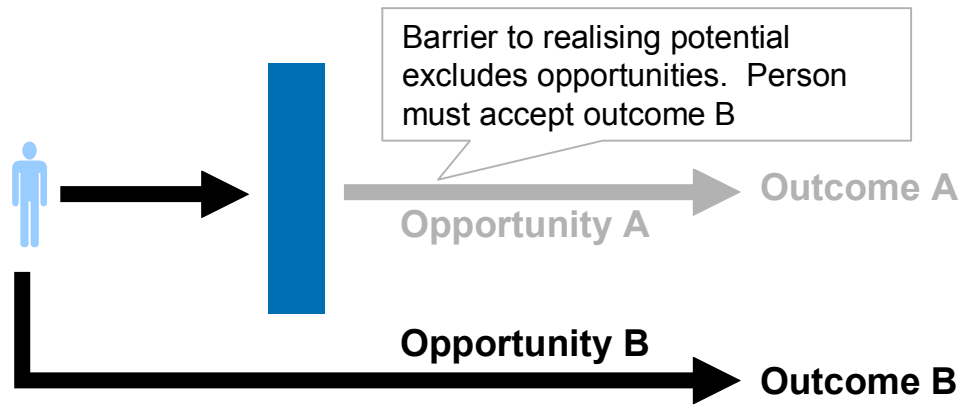 Barrier to realising potential
excludes opportunities.  Person
must accept outcome B
Outcome A
Opportunity A
Opportunity B
Outcome B